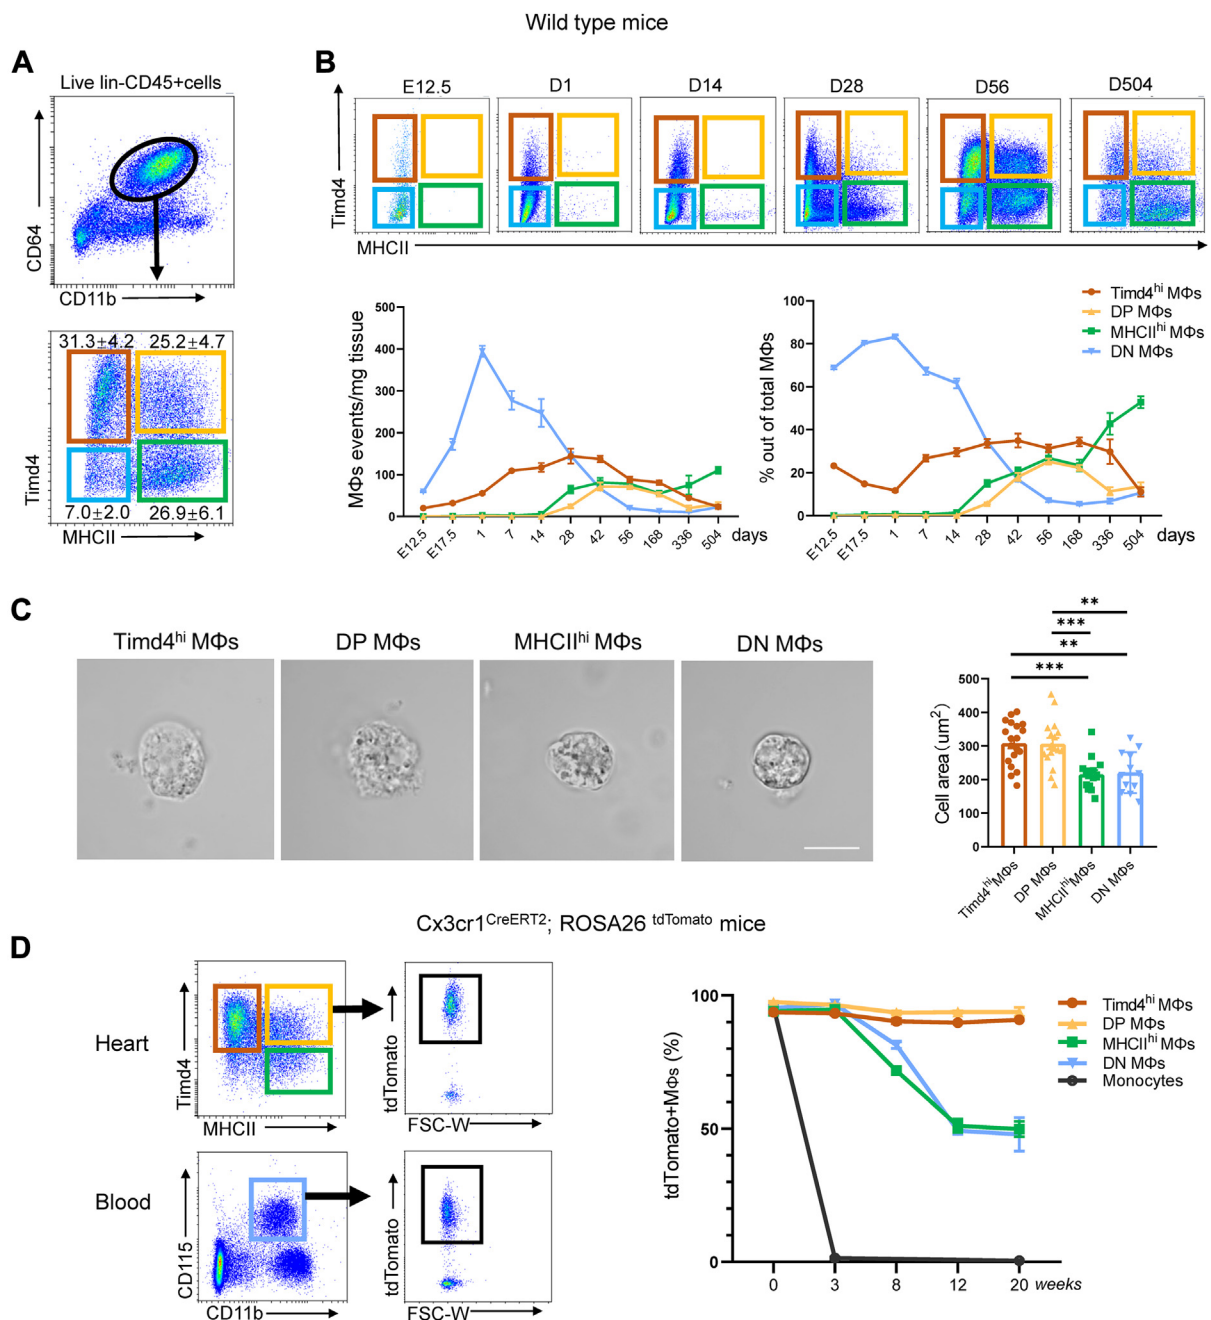 Wild type mice
A
Live lin-CD45+cells
CD64
CD11b
31.3±4.2 25.2±4.7
Timd4
7.0±2.0 26.9±6.1
MHCII
B
E12.5 D1 D14 D28 D56 D504
Timd4
MHCII
MΦs events/mg tissue
500
400
300
200
100
0
E12.5 E17.5 1 7 14 28 42 56 168 336 504 days
% out of total MΦs
100
80
60
40
20
0
E12.5 E17.5 1 7 14 28 42 56 168 336 504 days
Timd4hi MΦs
DP MΦs
MHCIIhi MΦs
DN MΦs
C
Timd4hi MΦs DP MΦs MHCIIhi MΦs DN MΦs
**
***
**
***
Cell area(um2)
500
400
300
200
100
0
Timd4hiMΦs DP MΦs MHCIIhiMΦs DN MΦs
Cx3cr1CreERT2; ROSA26 tdTomato mice
D
Heart
Timd4
MHCII
tdTomato
FSC-W
Blood
CD115
CD11b
tdTomato
FSC-W
tdTomato+MΦs (%)
100
50
0
0 3 8 12 20 weeks
Timd4hi MΦs
DP MΦs
MHCIIhi MΦs
DN MΦs
Monocytes